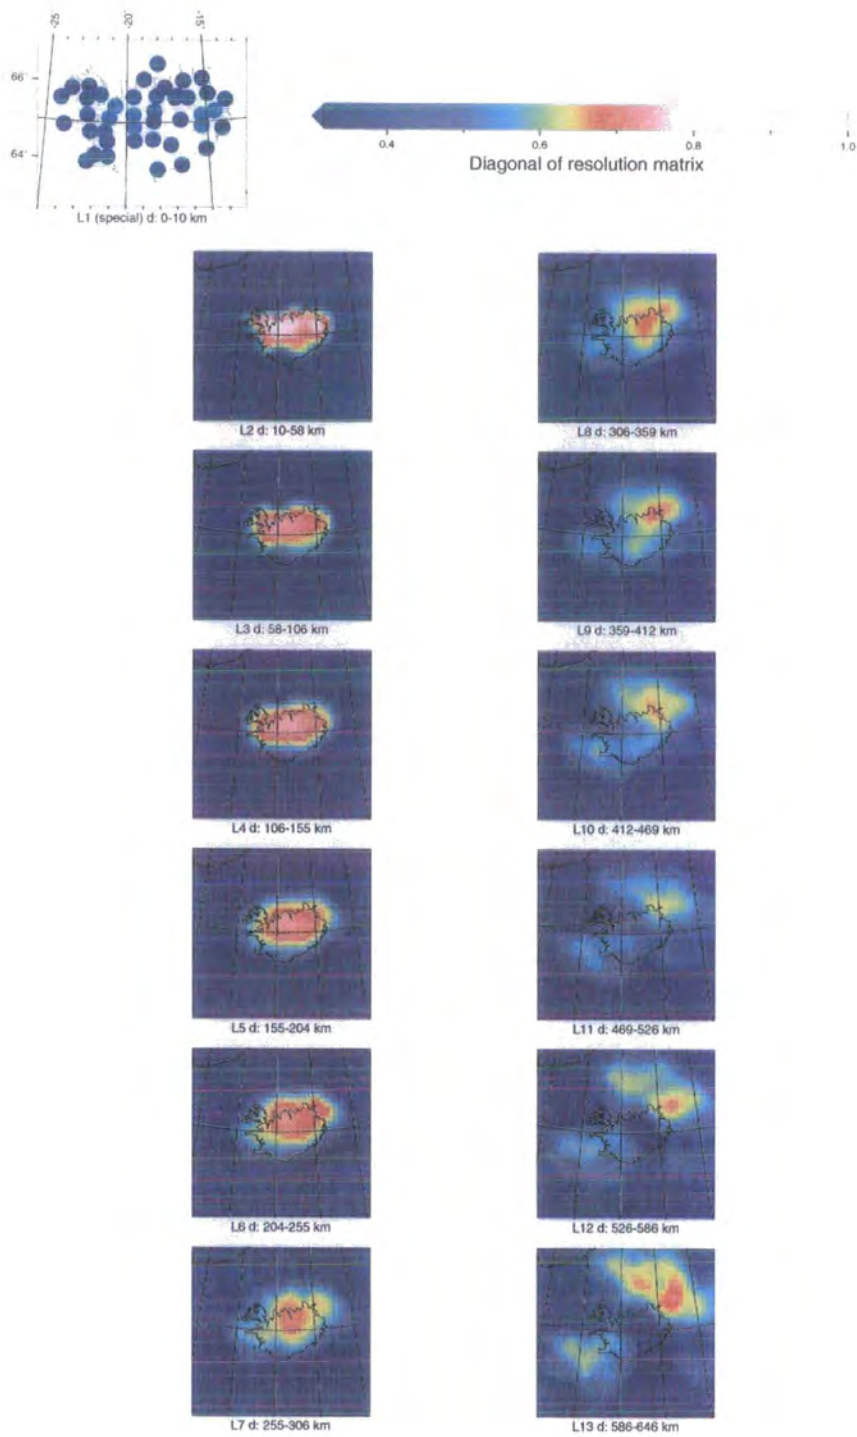 -25˚
-20˚
-15˚
66˚
64˚
L1 (special) d: 0-10 km
0.4
0.6
0.8
1.0
Diagonal of resolution matrix
L2 d: 10-58 km
L3 d: 58-106 km
L4 d: 106-155 km
L5 d: 155-204 km
L6 d: 204-255 km
L7 d: 255-306 km
L8 d: 306-359 km
L9 d: 359-412 km
L10 d: 412-469 km
L11 d: 469-526 km
L12 d: 526-586 km
L13 d: 586-646 km